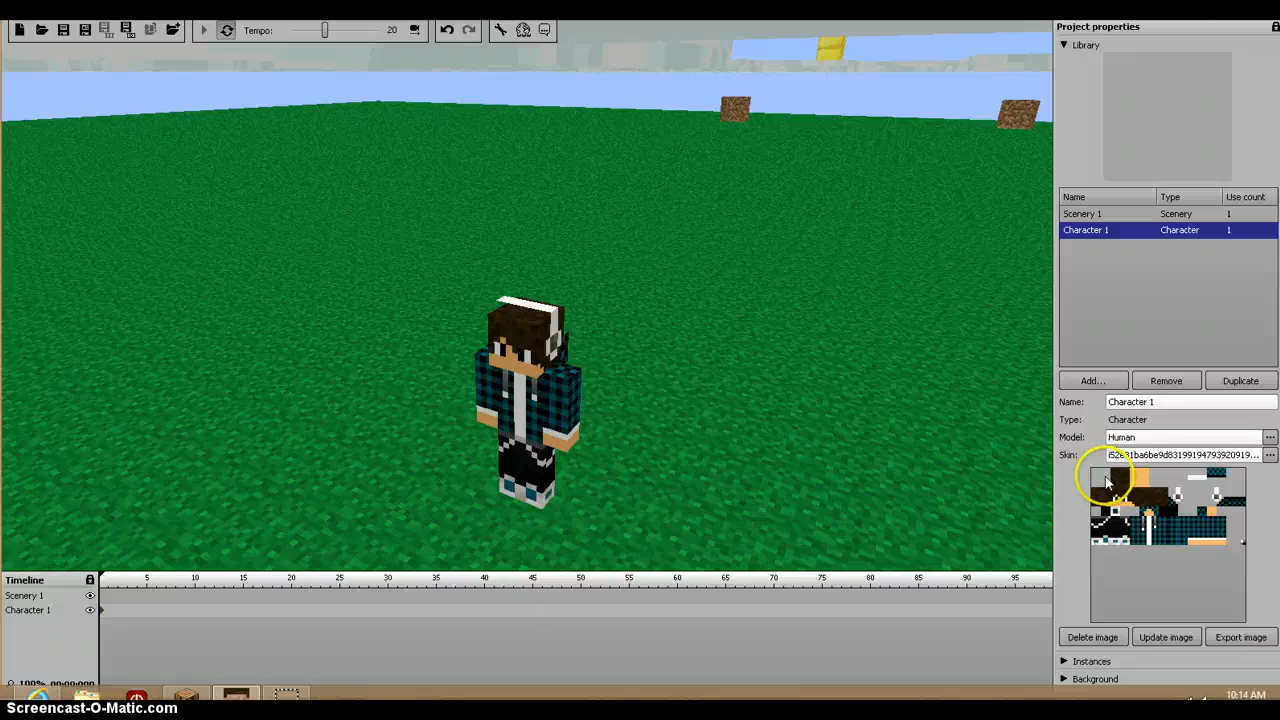 Project properties
Tempo: 20
Library
Name Type Use count
Scenery 1 Scenery 1
Character 1 Character 1
Add... Remove Duplicate
Name: Character 1
Type: Character
Model: Human ...
Skin: ...
Timeline 5 10 15 20 25 30 35 40 45 50 55 60 65 70 75 80 85 90 95
Scenery 1
Character 1
Delete image Update image Export image
Instances
Background
100%
10:14 AM
Screencast-O-Matic.com